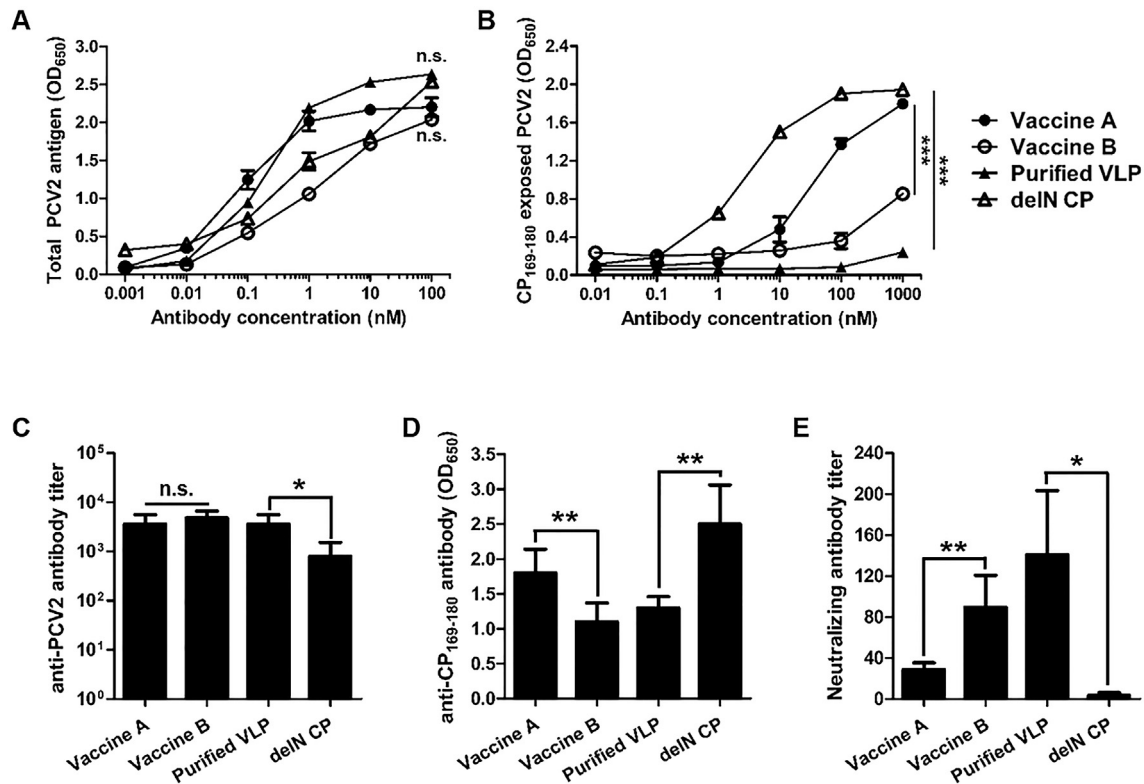 A
Total PCV2 antigen (OD650)
3.0
2.5
2.0
1.5
1.0
0.5
0.0
n.s.
n.s.
0.001 0.01 0.1 1 10 100
Antibody concentration (nM)
B
CP169-180 exposed PCV2 (OD650)
2.4
2.0
1.6
1.2
0.8
0.4
0.0
***
***
0.01 0.1 1 10 100 1000
Antibody concentration (nM)
Vaccine A
Vaccine B
Purified VLP
delN CP
C
anti-PCV2 antibody titer
10^5
10^4
10^3
10^2
10^1
10^0
n.s.
*
Vaccine A
Vaccine B
Purified VLP
delN CP
D
anti-CP169-180 antibody (OD650)
3.5
3.0
2.5
2.0
1.5
1.0
0.5
0.0
**
**
Vaccine A
Vaccine B
Purified VLP
delN CP
E
Neutralizing antibody titer
240
200
160
120
80
40
0
**
*
Vaccine A
Vaccine B
Purified VLP
delN CP